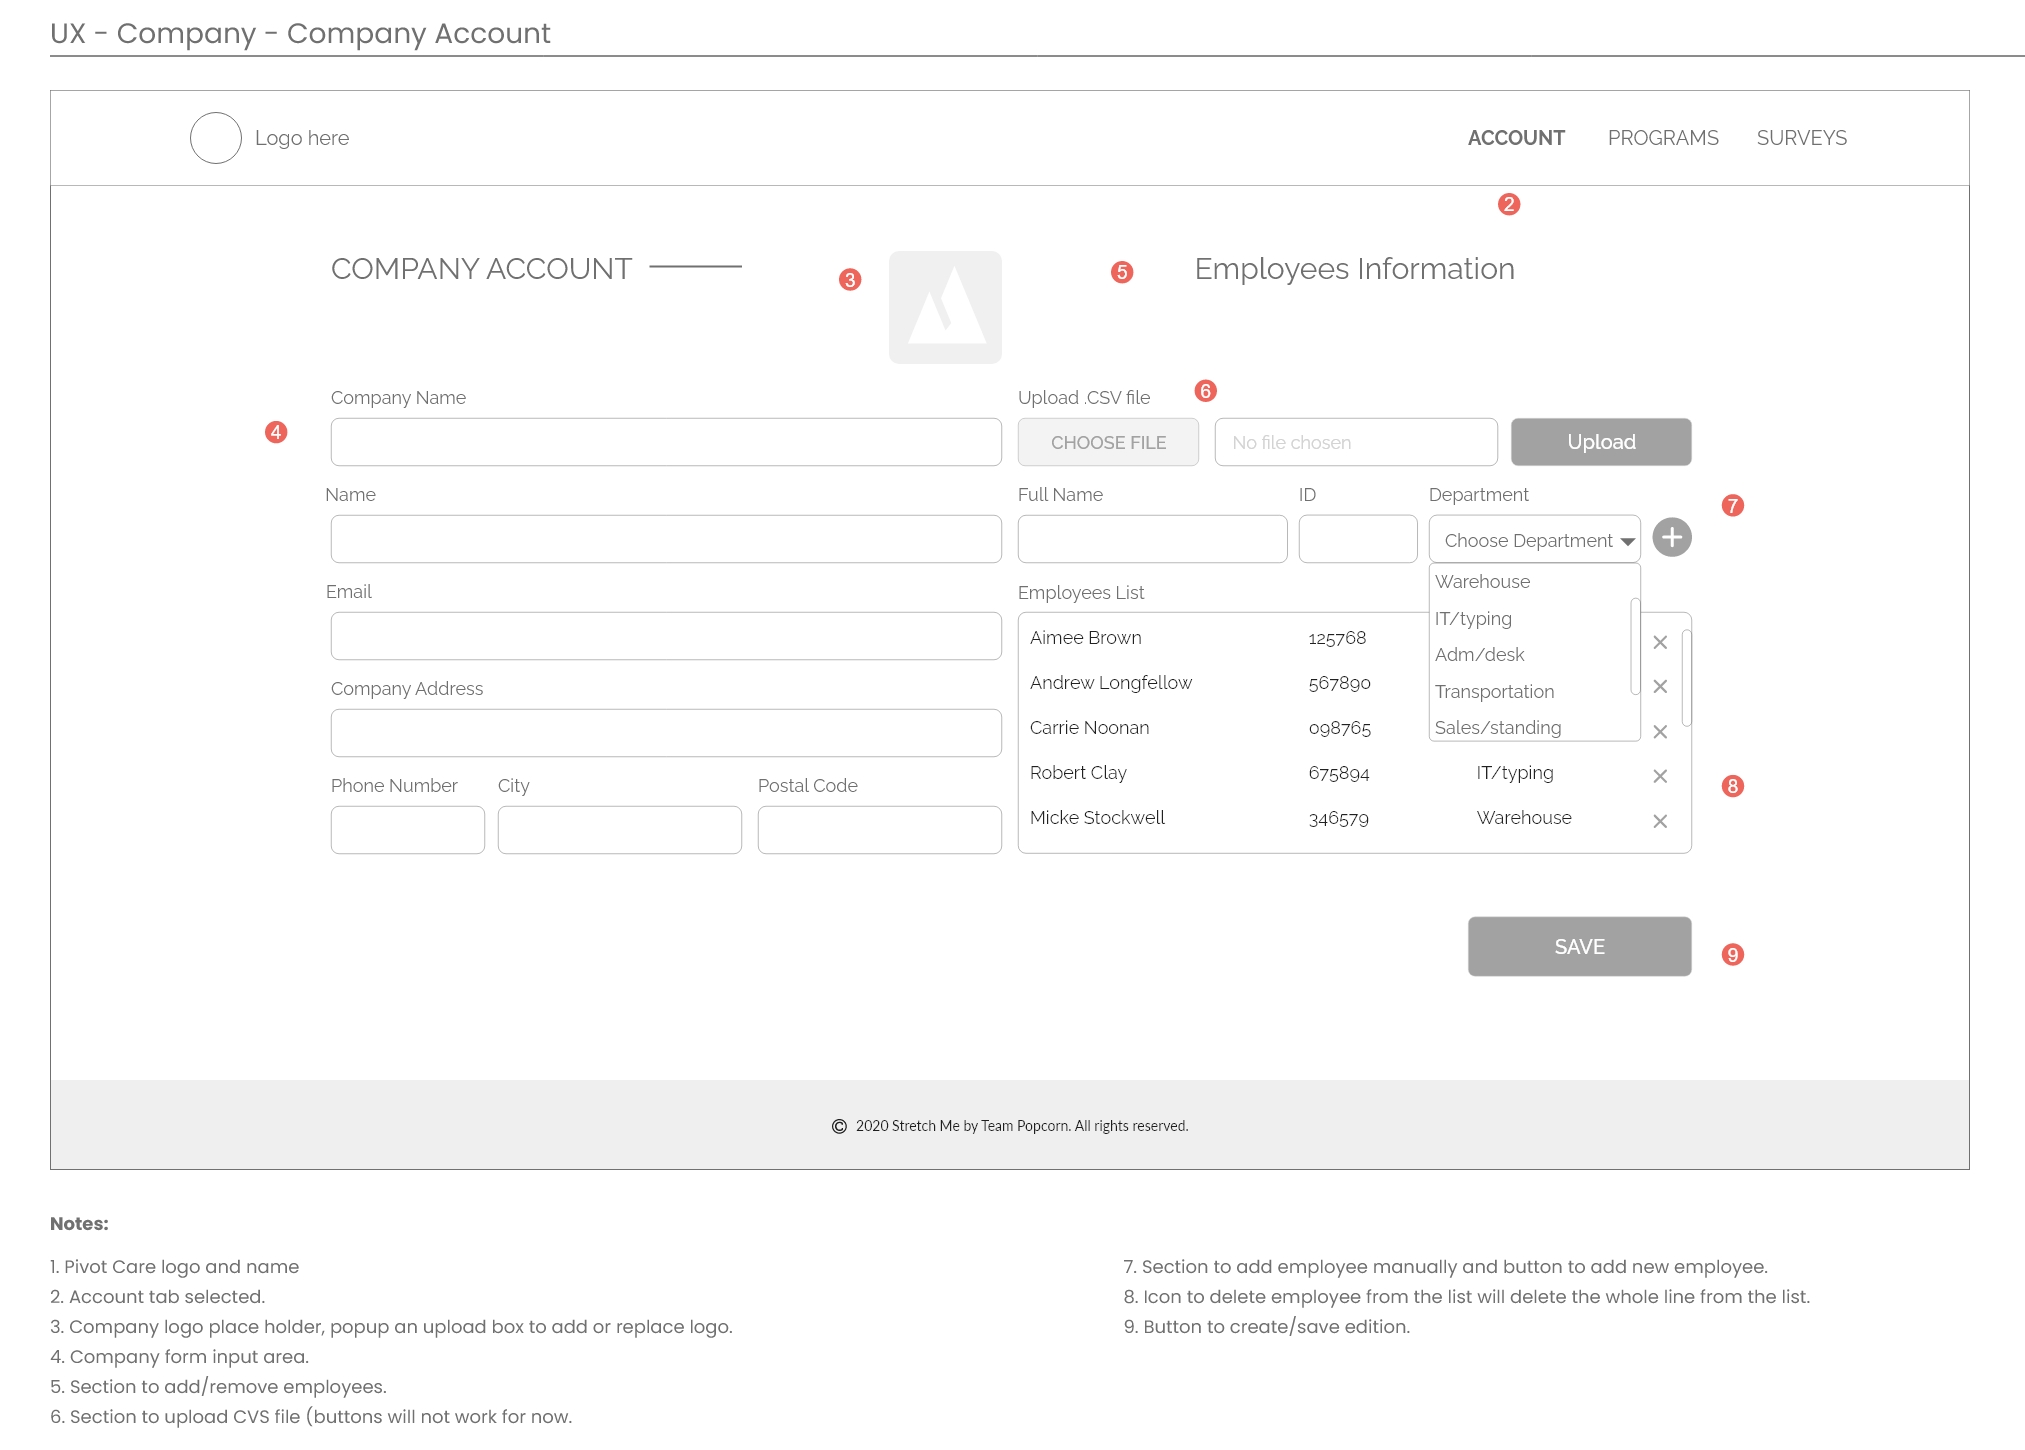 UX - Company - Company Account
Logo here
ACCOUNT PROGRAMS SURVEYS
2
COMPANY ACCOUNT
3
5
Employees Information
Company Name
4
Name
Email
Company Address
Phone Number City Postal Code
Upload .CSV file
6
CHOOSE FILE No file chosen Upload
Full Name ID Department
7
Choose Department
Warehouse
IT/typing
Adm/desk
Transportation
Sales/standing
Employees List
Aimee Brown 125768
Andrew Longfellow 567890
Carrie Noonan 098765
Robert Clay 675894 IT/typing
8
Micke Stockwell 346579 Warehouse
SAVE
9
© 2020 Stretch Me by Team Popcorn. All rights reserved.
Notes:
1. Pivot Care logo and name
2. Account tab selected.
3. Company logo place holder, popup an upload box to add or replace logo.
4. Company form input area.
5. Section to add/remove employees.
6. Section to upload CVS file (buttons will not work for now.
7. Section to add employee manually and button to add new employee.
8. Icon to delete employee from the list will delete the whole line from the list.
9. Button to create/save edition.